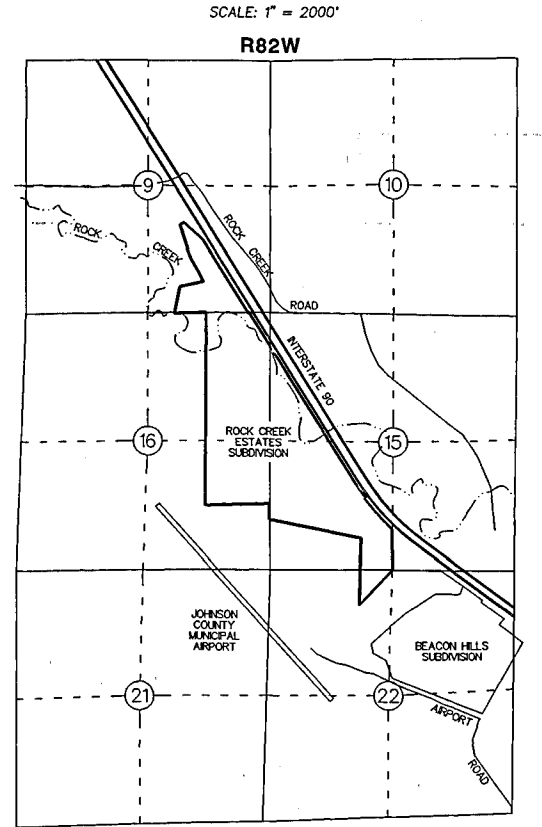 SCALE: 1" = 2000'
R82W
9
10
ROCK
CREEK
ROCK CREEK
ROAD
INTERSTATE 90
16
ROCK CREEK
ESTATES
SUBDIVISION
15
JOHNSON
COUNTY
MUNICIPAL
AIRPORT
BEACON HILLS
SUBDIVISION
21
22
AIRPORT
ROAD